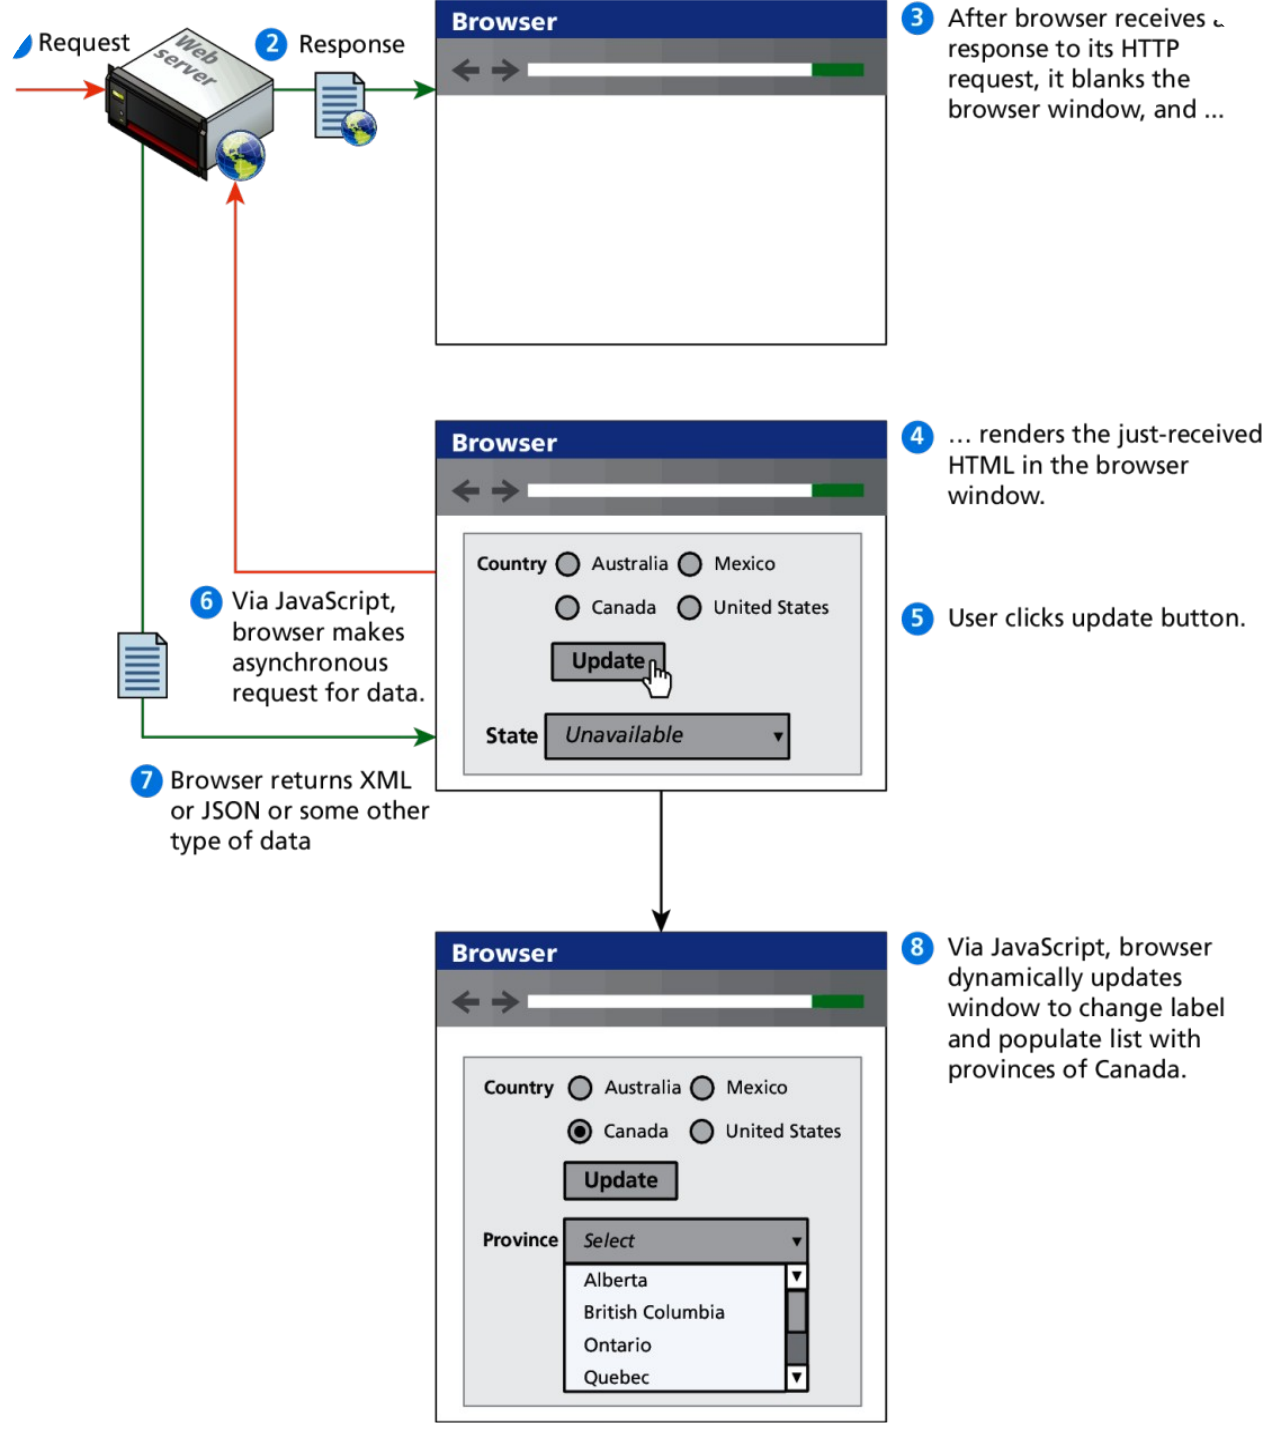 Request
Web
server
2 Response
Browser
3 After browser receives
response to its HTTP
request, it blanks the
browser window, and ...
Browser
4 ... renders the just-received
HTML in the browser
window.
Country Australia Mexico
Canada United States
5 User clicks update button.
Update
State Unavailable
6 Via JavaScript,
browser makes
asynchronous
request for data.
7 Browser returns XML
or JSON or some other
type of data
Browser
8 Via JavaScript, browser
dynamically updates
window to change label
and populate list with
provinces of Canada.
Country Australia Mexico
Canada United States
Update
Province Select
Alberta
British Columbia
Ontario
Quebec